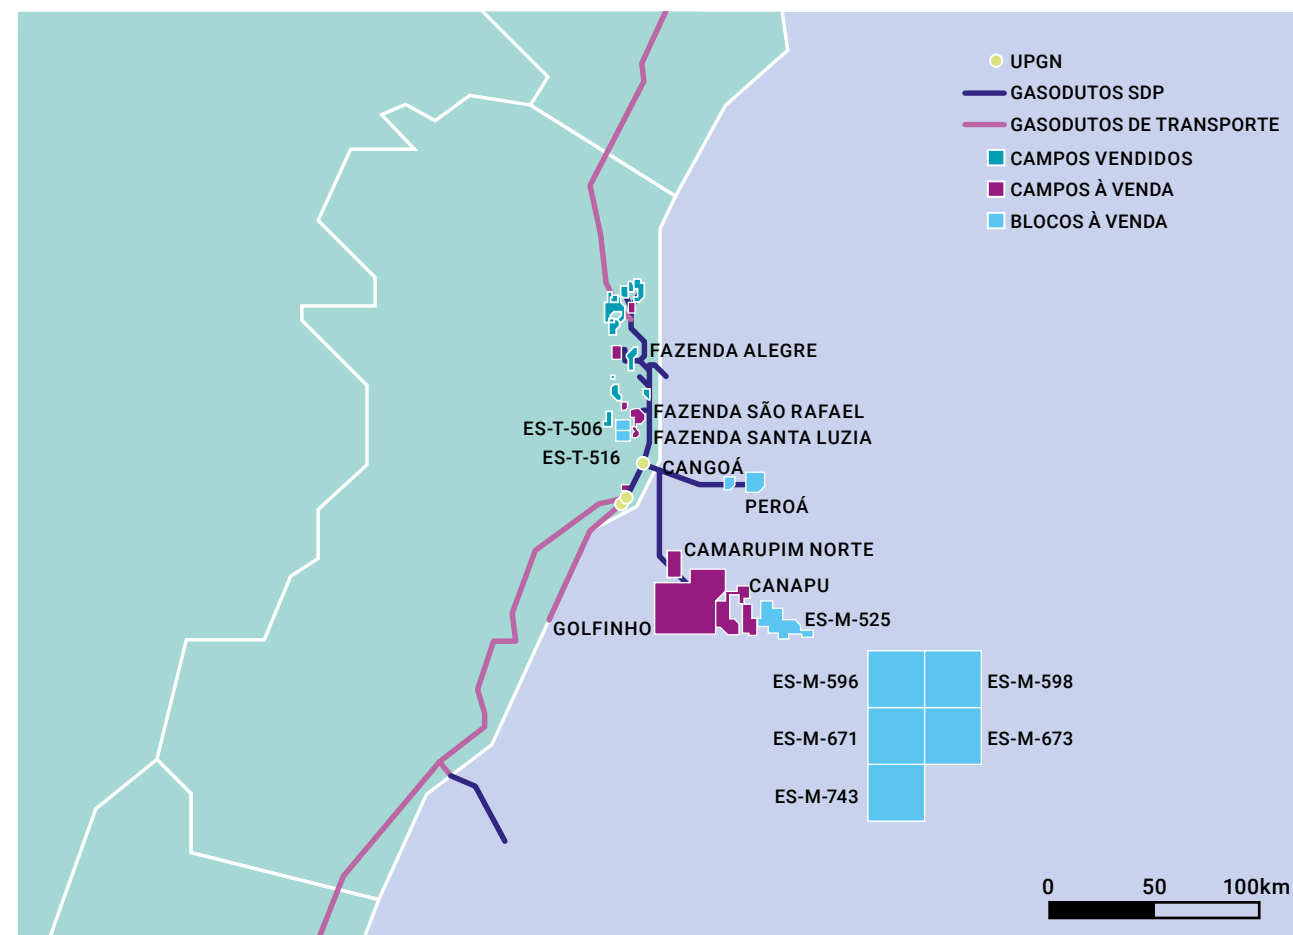 UPGN
GASODUTOS SDP
GASODUTOS DE TRANSPORTE
CAMPOS VENDIDOS
CAMPOS À VENDA
BLOCOS À VENDA
FAZENDA ALEGRE
FAZENDA SÃO RAFAEL
ES-T-506
FAZENDA SANTA LUZIA
ES-T-516
CANGOÁ
PEROÁ
CAMARUPIM NORTE
CANAPU
ES-M-525
GOLFINHO
ES-M-596
ES-M-598
ES-M-671
ES-M-673
ES-M-743
0 50 100km